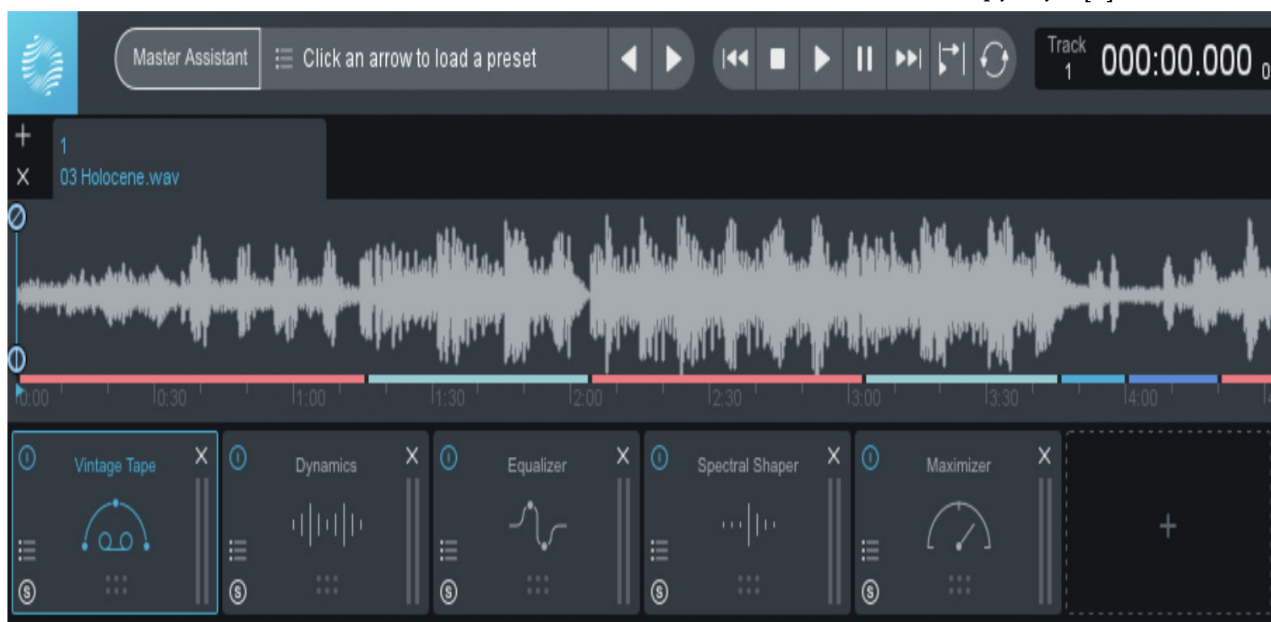 Master Assistant Click an arrow to load a preset Track 1 000:00.000
1
03 Holocene.wav
0:00 0:30 1:00 1:30 2:00 2:30 3:00 3:30 4:00
Vintage Tape X Dynamics X Equalizer X Spectral Shaper X Maximizer X
S S S S S